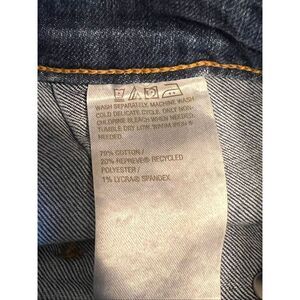 WASH SEPARATELY, MACHINE WASH
COLD DELICATE CYCLE, ONLY NON-
CHLORINE BLEACH WHEN NEEDED.
TUMBLE DRY LOW. WARM IRON IF
NEEDED.
79% COTTON /
20% REPREVE® RECYCLED
POLYESTER /
1% LYCRA® SPANDEX